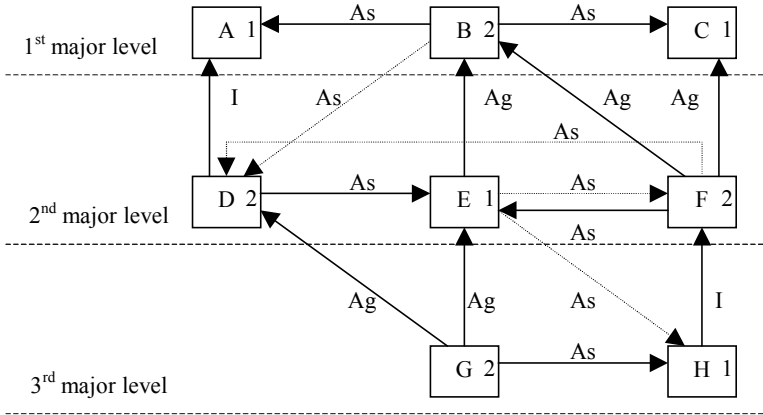 As As
A 1 B 2 C 1
1st major level
I As Ag Ag Ag
As
D 2 As E 1 As F 2
2nd major level
As
Ag Ag As I
G 2 As H 1
3rd major level